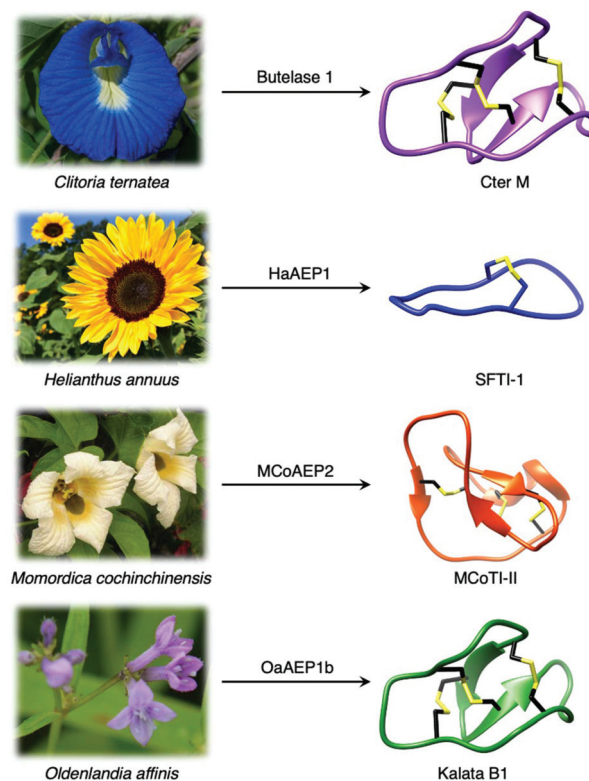 Butelase 1
Clitoria ternatea
Cter M
HaAEP1
Helianthus annuus
SFTI-1
MCoAEP2
Momordica cochinchinensis
MCoTI-II
OaAEP1b
Oldenlandia affinis
Kalata B1